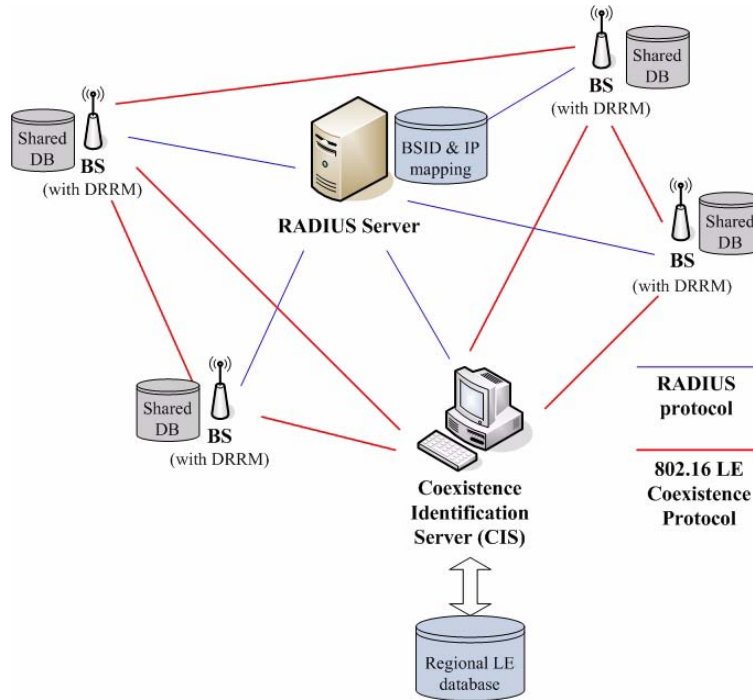 Shared
DB
BS
(with DRRM)
BSID & IP
mapping
RADIUS Server
BS
(with DRRM)
Shared
DB
BS
(with DRRM)
Shared
DB
Shared
DB
BS
(with DRRM)
Coexistence
Identification
Server (CIS)
Regional LE
database
RADIUS
protocol
802.16 LE
Coexistence
Protocol